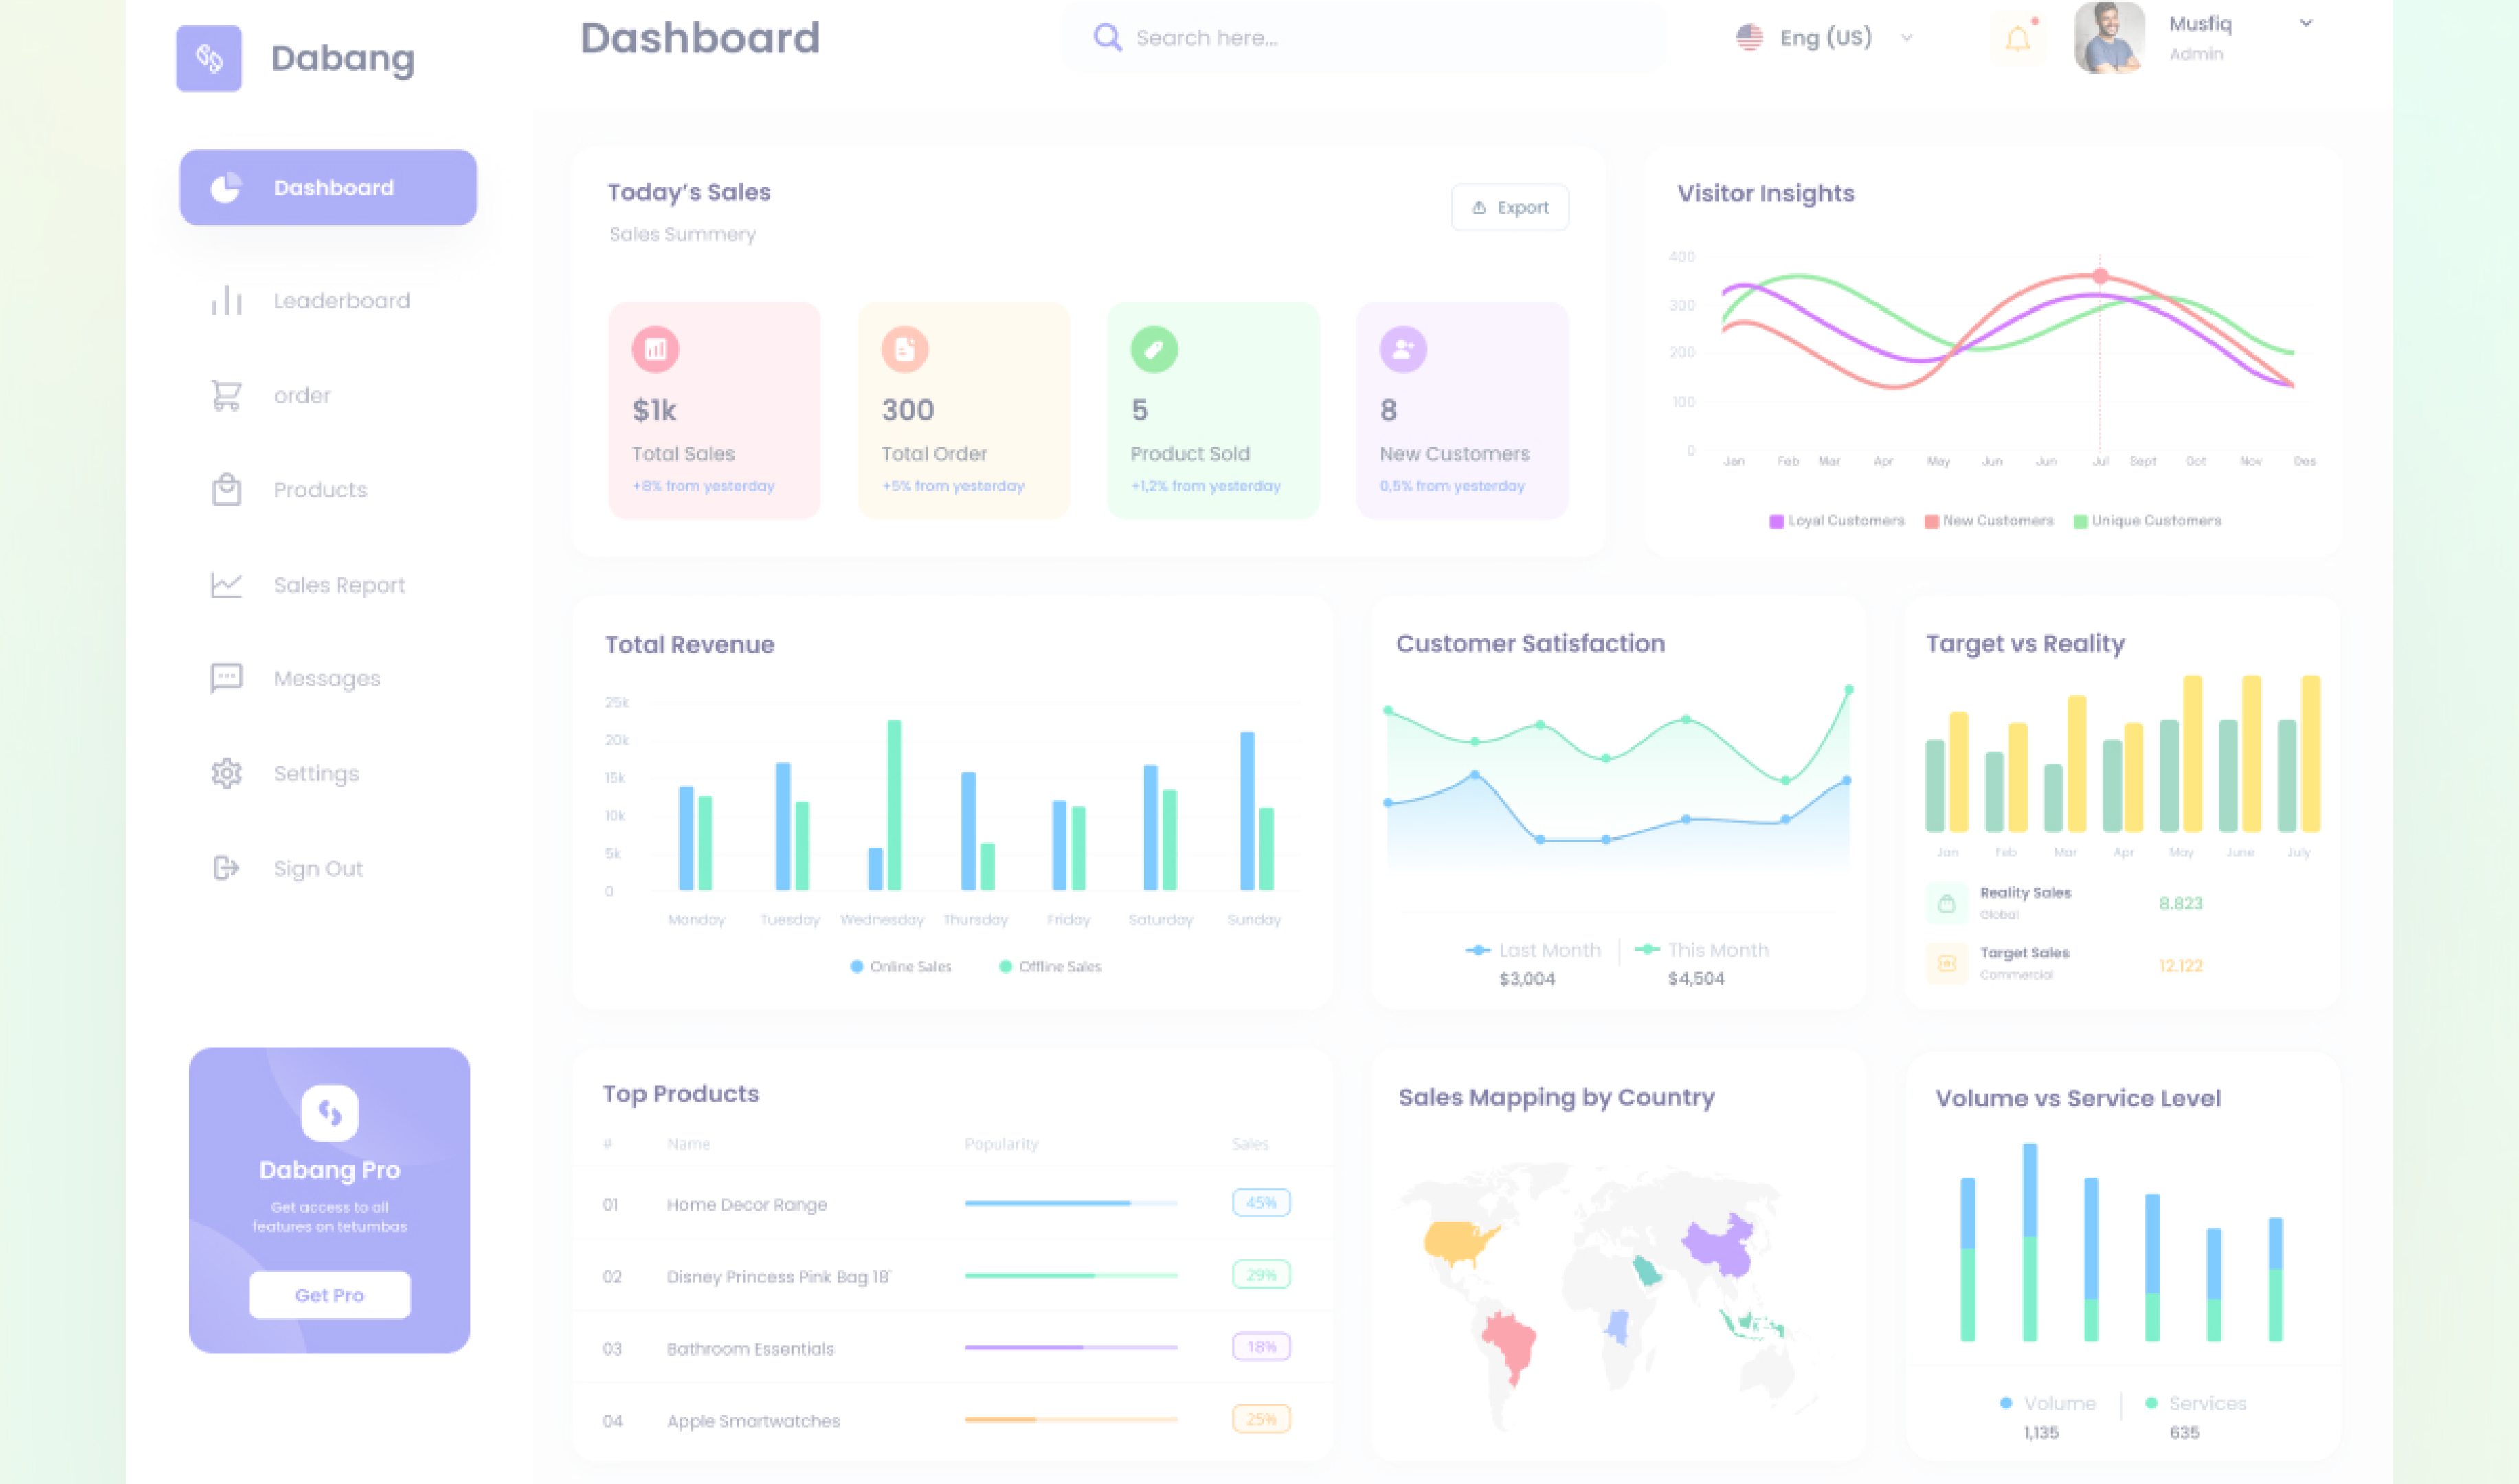 Dabang
Dashboard
Search here...
Eng (US)
Musfiq
Admin
Dashboard
Leaderboard
order
Products
Sales Report
Messages
Settings
Sign Out
Dabang Pro
Get access to all
features on tetumbas
Get Pro
Today's Sales
Sales Summery
Export
$1k
Total Sales
+8% from yesterday
300
Total Order
+5% from yesterday
5
Product Sold
+1,2% from yesterday
8
New Customers
0,5% from yesterday
Visitor Insights
400
300
200
100
0
Jan Feb Mar Apr May Jun Jun Jul Sept Oct Nov Des
Loyal Customers New Customers Unique Customers
Total Revenue
25k
20k
15k
10k
5k
0
Monday Tuesday Wednesday Thursday Friday Saturday Sunday
Online Sales Offline Sales
Customer Satisfaction
Last Month This Month
$3,004 $4,504
Target vs Reality
Jan Feb Mar Apr May June July
Reality Sales
Global
8.823
Target Sales
Commercial
12.122
Top Products
# Name Popularity Sales
01 Home Decor Range 45%
02 Disney Princess Pink Bag 18' 29%
03 Bathroom Essentials 18%
04 Apple Smartwatches 25%
Sales Mapping by Country
Volume vs Service Level
Volume Services
1,135 635